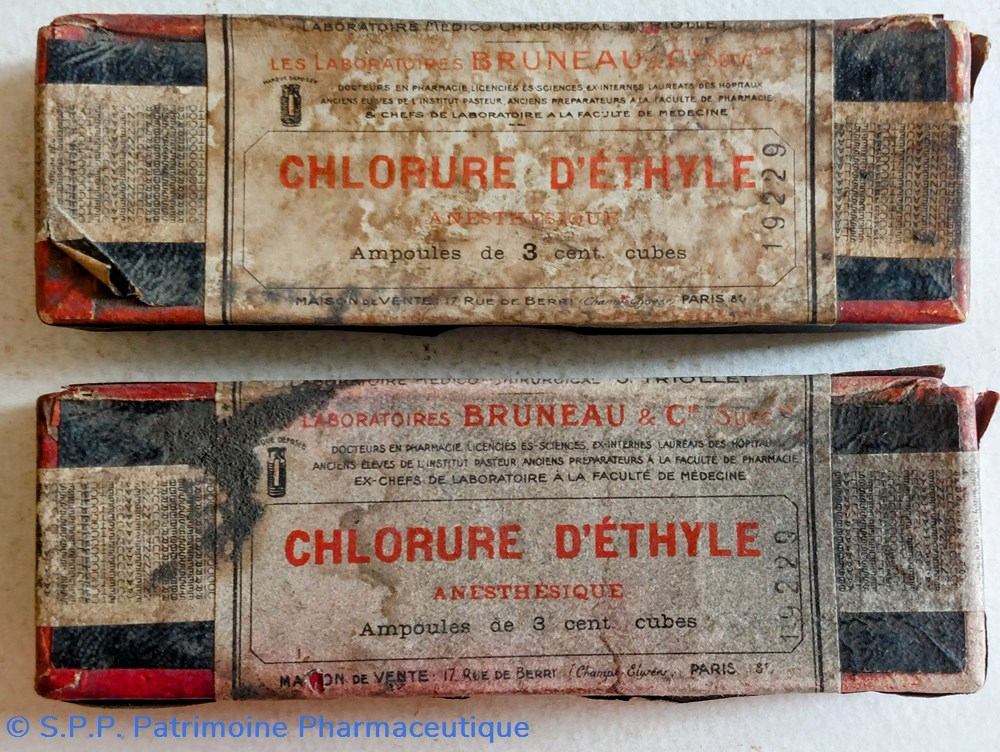 LABORATOIRE MÉDICO CHIRURGICAL J. TRIOLLET
LES LABORATOIRES BRUNEAU & Cie Succrs
MARQUE DÉPOSÉE
DOCTEURS EN PHARMACIE, LICENCIÉS ÈS-SCIENCES, EX-INTERNES LAURÉATS DES HOPITAUX
ANCIENS ÉLÈVES DE L'INSTITUT PASTEUR, ANCIENS PRÉPARATEURS A LA FACULTÉ DE PHARMACIE
& CHEFS DE LABORATOIRE A LA FACULTÉ DE MÉDECINE
CHLORURE D'ÉTHYLE
ANESTHÉSIQUE
Ampoules de 3 cent. cubes
19229
MAISON DE VENTE: 17 RUE DE BERRI (Champs-Elysées) PARIS 8e
MÉDICO CHIRURGICAL J. TRIOLLET
LABORATOIRES BRUNEAU & Cie Succrs
DÉPOSÉE
DOCTEURS EN PHARMACIE, LICENCIÉS ÈS-SCIENCES, EX-INTERNES LAURÉATS DES HOPITAUX
ANCIENS ÉLÈVES DE L'INSTITUT PASTEUR, ANCIENS PRÉPARATEURS A LA FACULTÉ DE PHARMACIE
EX-CHEFS DE LABORATOIRE A LA FACULTÉ DE MÉDECINE
CHLORURE D'ÉTHYLE
ANESTHÉSIQUE
Ampoules de 3 cent. cubes
19229
MAISON DE VENTE: 17 RUE DE BERRI (Champs-Elysées) PARIS 8e
© S.P.P. Patrimoine Pharmaceutique